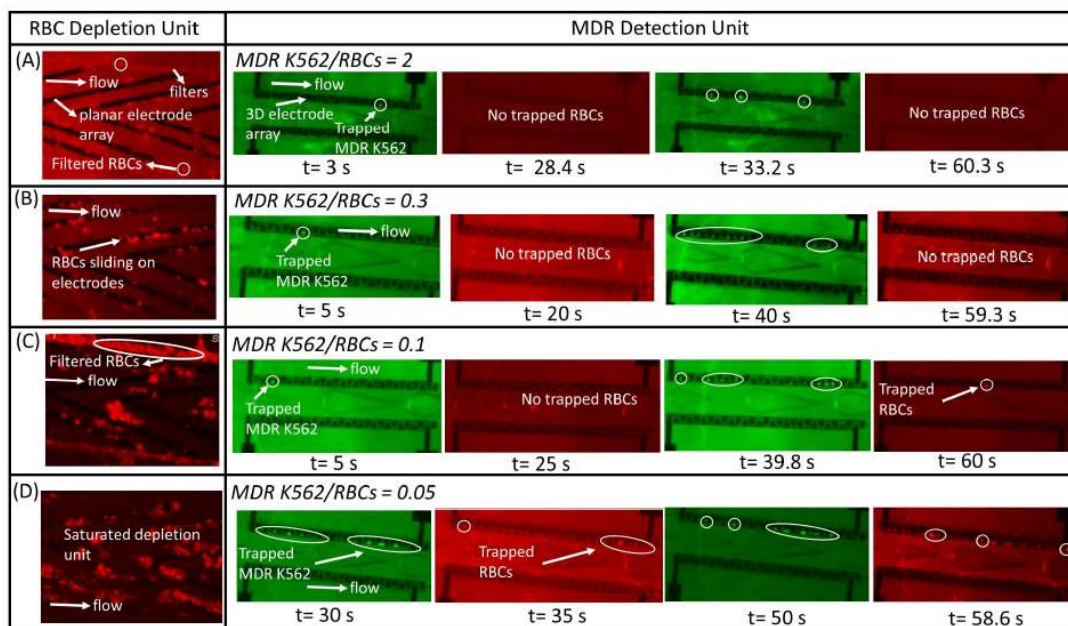 RBC Depletion Unit
MDR Detection Unit
(A)
flow
filters
planar electrode
array
Filtered RBCs
MDR K562/RBCs = 2
flow
3D electrode
array
Trapped
MDR K562
t= 3 s
No trapped RBCs
t= 28.4 s
t= 33.2 s
No trapped RBCs
t= 60.3 s
(B)
flow
RBCs sliding on
electrodes
MDR K562/RBCs = 0.3
flow
Trapped
MDR K562
t= 5 s
No trapped RBCs
t= 20 s
t= 40 s
No trapped RBCs
t= 59.3 s
(C)
Filtered RBCs
flow
MDR K562/RBCs = 0.1
flow
Trapped
MDR K562
t= 5 s
No trapped RBCs
t= 25 s
t= 39.8 s
Trapped
RBCs
t= 60 s
(D)
Saturated depletion
unit
flow
MDR K562/RBCs = 0.05
Trapped
MDR K562
flow
t= 30 s
Trapped
RBCs
t= 35 s
t= 50 s
t= 58.6 s